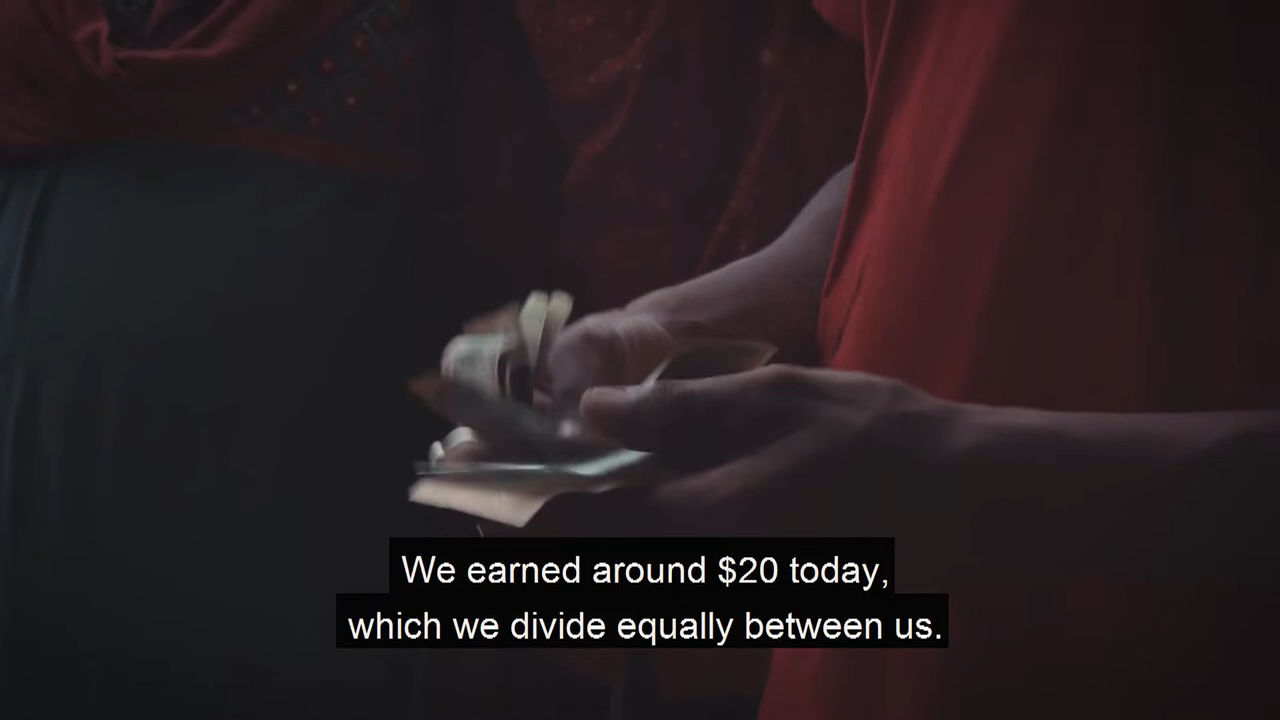 We earned around $20 today,
which we divide equally between us.